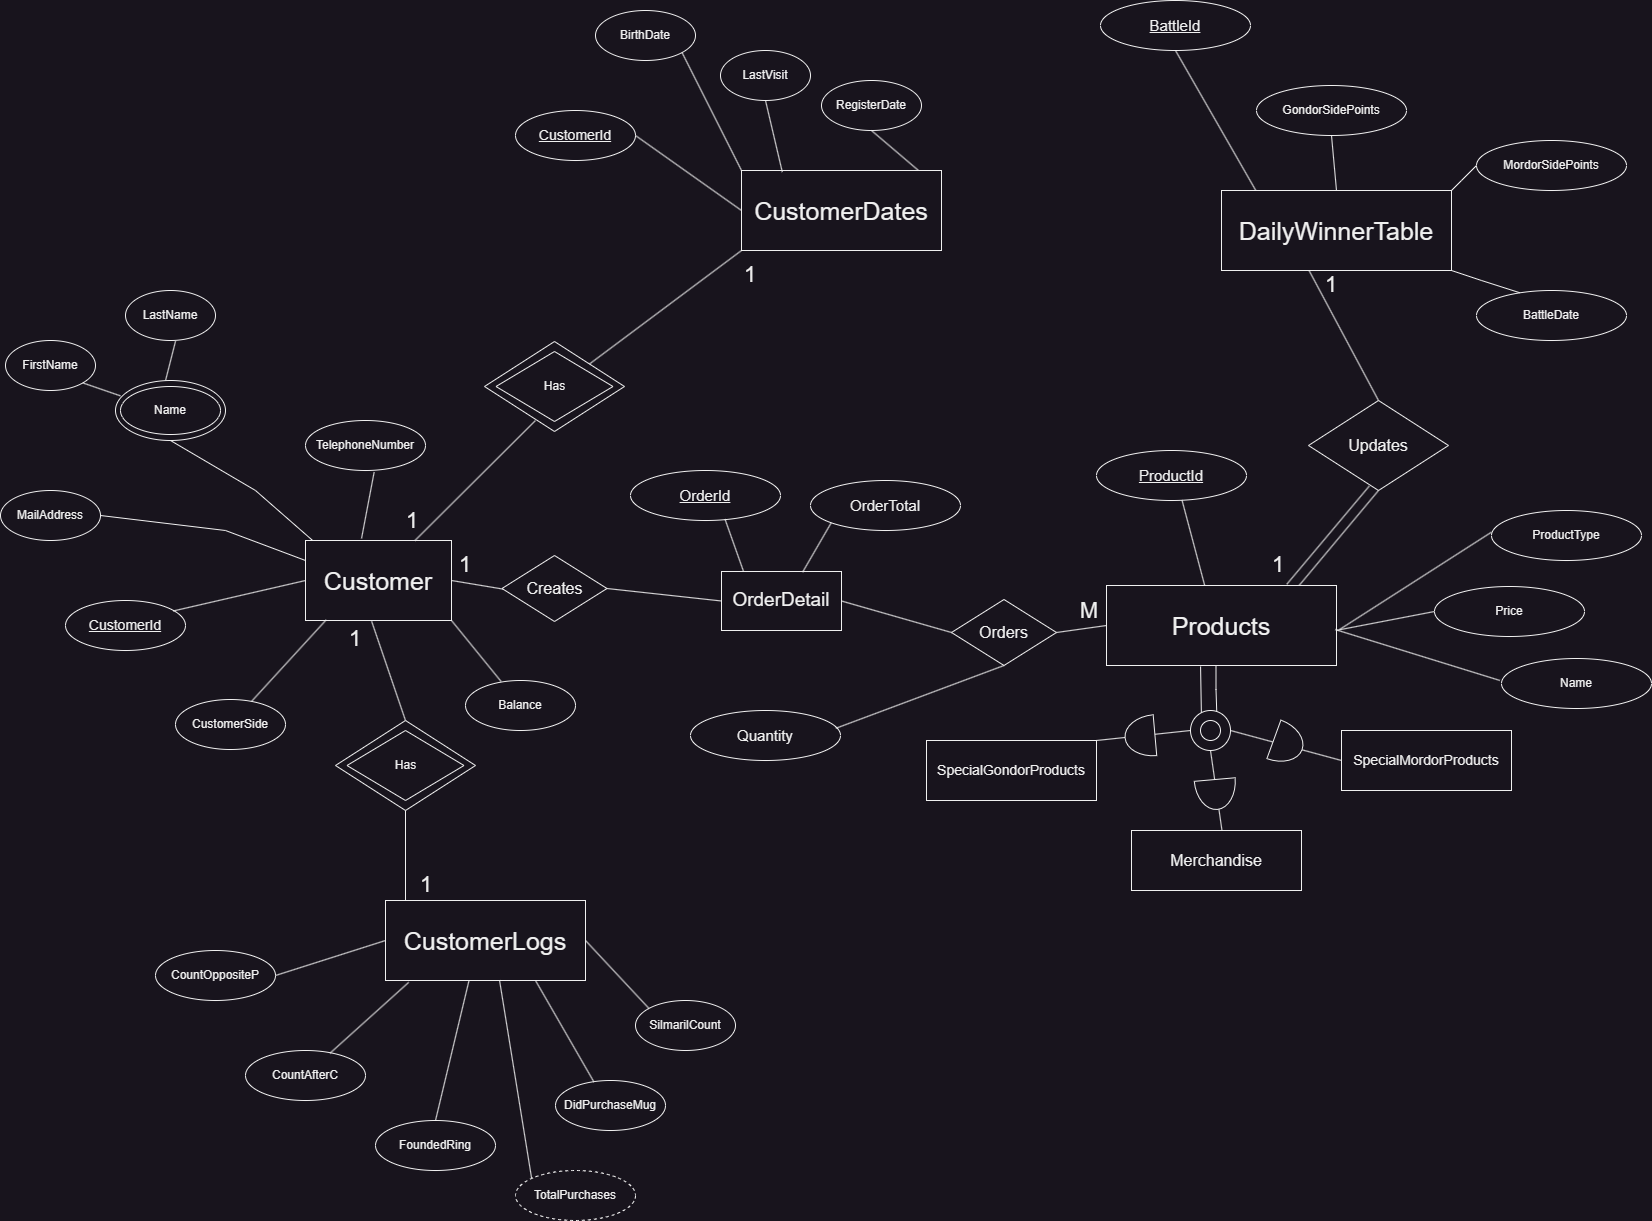 BattleId
BirthDate
LastVisit
RegisterDate
GondorSidePoints
CustomerId
MordorSidePoints
CustomerDates
DailyWinnerTable
1
1
BattleDate
LastName
FirstName
Name
Has
TelephoneNumber
Updates
ProductId
OrderId
OrderTotal
MailAddress
1
ProductType
1
1
Customer
Creates
OrderDetail
M
Price
CustomerId
Orders
Products
1
Name
Balance
CustomerSide
Quantity
Has
SpecialGondorProducts
SpecialMordorProducts
Merchandise
1
CustomerLogs
CountOppositeP
SilmarilCount
CountAfterC
DidPurchaseMug
FoundedRing
TotalPurchases